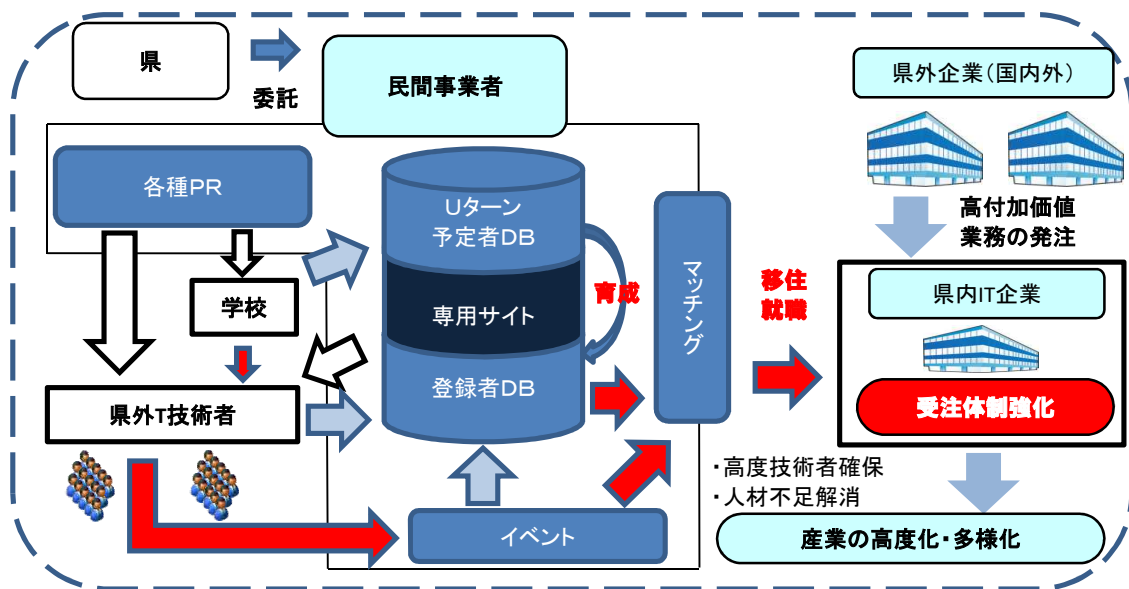 県
委託
民間事業者
各種PR
学校
県外T技術者
Uターン
予定者DB
専用サイト
登録者DB
育成
イベント
マッチング
移住
就職
県外企業（国内外）
高付加価値
業務の発注
県内IT企業
受注体制強化
・高度技術者確保
・人材不足解消
産業の高度化・多様化